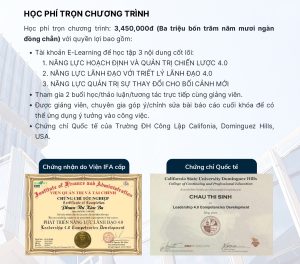 HỌC PHÍ TRỌN CHƯƠNG TRÌNH
Học phí trọn chương trình: 3,450,000đ (Ba triệu bốn trăm năm mươi ngàn
đồng chẵn) với quyền lợi bao gồm:
• Tài khoản E-Learning để học tập 3 nội dung cốt lõi:
1. NĂNG LỰC HOẠCH ĐỊNH VÀ QUẢN TRỊ CHIẾN LƯỢC 4.0
2. NĂNG LỰC LÃNH ĐẠO VỚI TRIẾT LÝ LÃNH ĐẠO 4.0
3. NĂNG LỰC QUẢN TRỊ SỰ THAY ĐỔI CHO BỐI CẢNH MỚI
• Tham gia 2 buổi học/thảo luận/tương tác trực tiếp cùng giảng viên.
• Được giảng viên, chuyên gia góp ý/chỉnh sửa bài báo cáo cuối khóa để có
thể ứng dụng ý tưởng vào công việc.
• Chứng chỉ Quốc tế của Trường ĐH Công Lập California, Dominguez Hills,
USA.
Chứng nhận do Viện IFA cấp
Chứng chỉ Quốc tế
Institute of Finance and Administration
VIỆN QUẢN TRỊ VÀ TÀI CHÍNH
CHỨNG CHỈ TỐT NGHIỆP
Certificate of Completion
PHÁT TRIỂN NĂNG LỰC LÃNH ĐẠO 4.0
Leadership 4.0 Competencies Development
California State University Dominguez Hills
College of Continuing and Professional Education
CHAU THI SINH
Leadership 4.0 Competencies Development